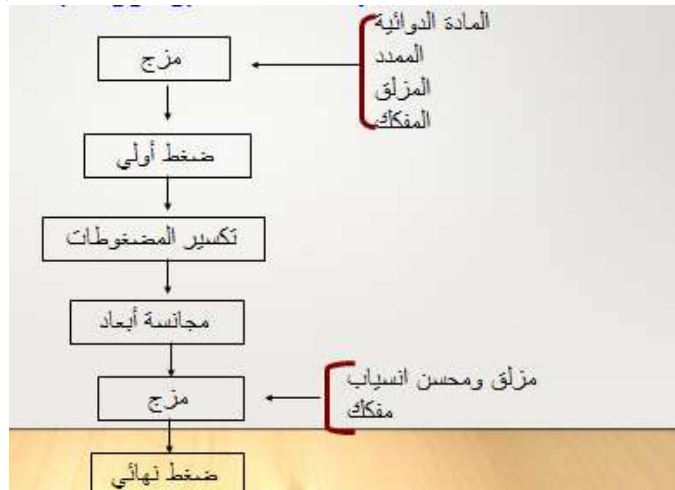 المادة الدوائية
الممدد
المزلق
المفكك
مزج
ضغط أولي
تكسير المضغوطات
مجانسة أبعاد
مزج
مزلق ومحسن انسياب
مفكك
ضغط نهائي